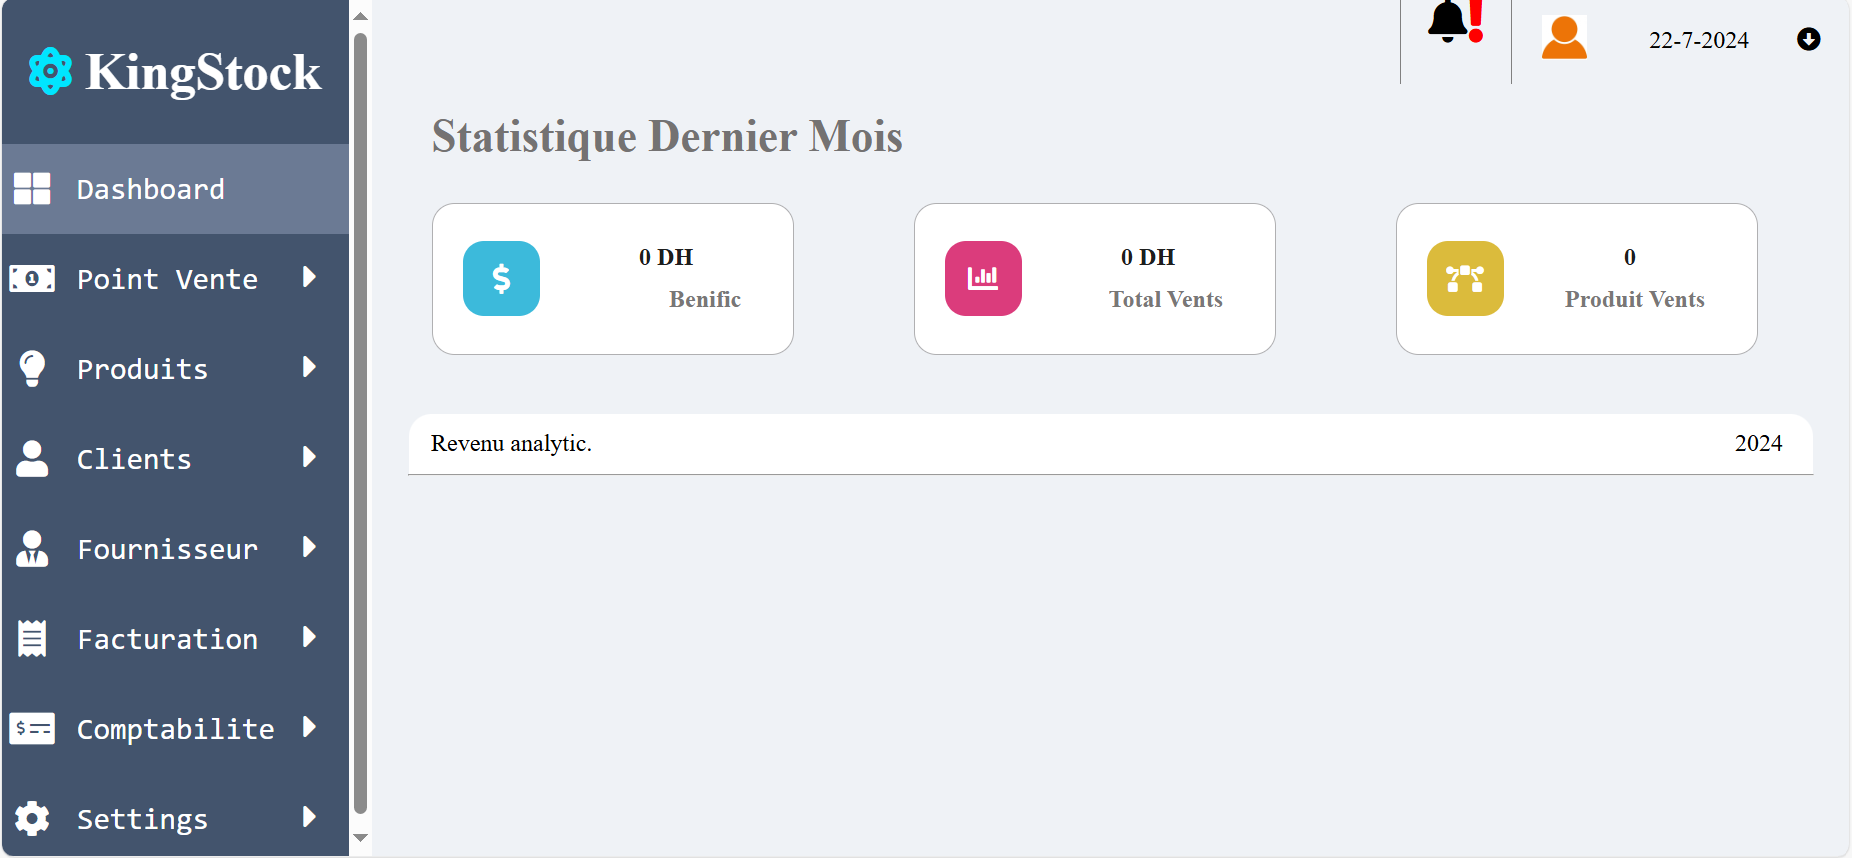 KingStock
Dashboard
Point Vente
Produits
Clients
Fournisseur
Facturation
Comptabilite
Settings
22-7-2024
Statistique Dernier Mois
$
0 DH
Benific
0 DH
Total Vents
0
Produit Vents
Revenu analytic.
2024